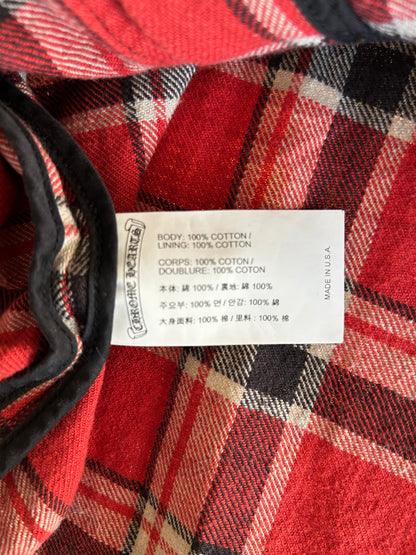 CHROME HEARTS
BODY: 100% COTTON /
LINING: 100% COTTON
CORPS: 100% COTON /
DOUBLURE: 100% COTON
本体: 綿 100% / 裏地: 綿 100%
주요부: 100% 면 / 안감: 100% 綿
大身面料: 100% 棉 / 里料: 100% 棉
MADE IN U.S.A.